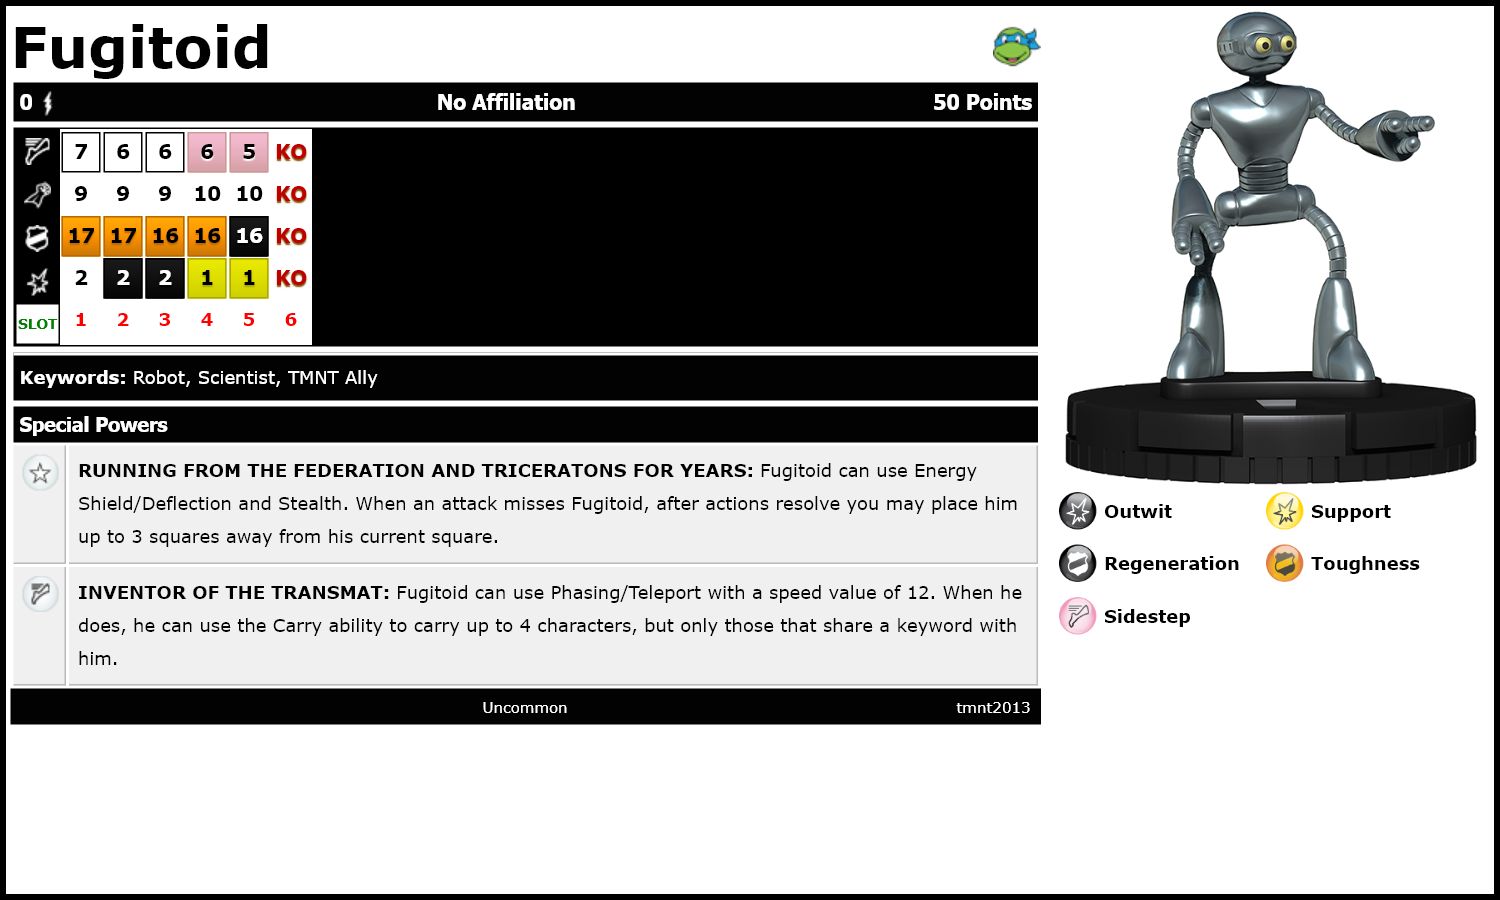 Fugitoid
0 No Affiliation 50 Points
7 6 6 6 5 KO
9 9 9 10 10 KO
17 17 16 16 16 KO
2 2 2 1 1 KO
SLOT 1 2 3 4 5 6
Keywords: Robot, Scientist, TMNT Ally
Special Powers
RUNNING FROM THE FEDERATION AND TRICERATONS FOR YEARS: Fugitoid can use Energy
Shield/Deflection and Stealth. When an attack misses Fugitoid, after actions resolve you may place him
up to 3 squares away from his current square.
INVENTOR OF THE TRANSMAT: Fugitoid can use Phasing/Teleport with a speed value of 12. When he
does, he can use the Carry ability to carry up to 4 characters, but only those that share a keyword with
him.
Uncommon tmnt2013
Outwit Support
Regeneration Toughness
Sidestep